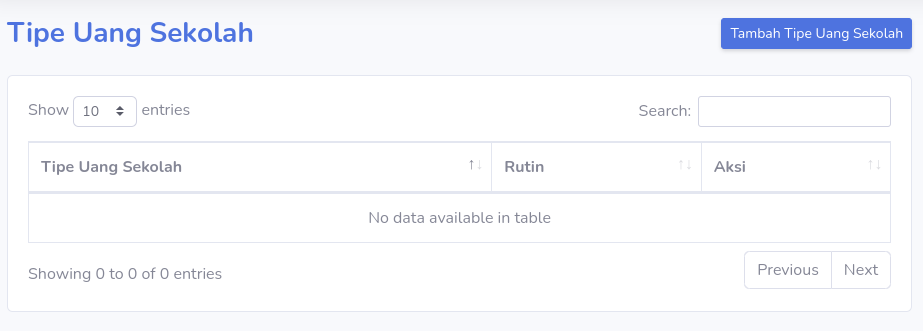 Tipe Uang Sekolah
Tambah Tipe Uang Sekolah
Show 10 entries
Search:
Tipe Uang Sekolah Rutin Aksi
No data available in table
Showing 0 to 0 of 0 entries
Previous Next